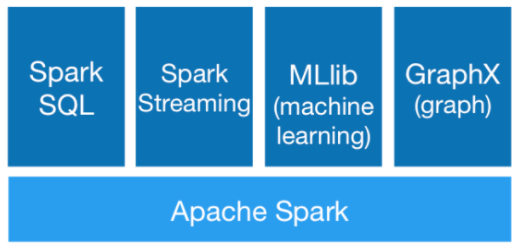 Spark
SQL
Spark
Streaming
MLlib
(machine
learning)
GraphX
(graph)
Apache Spark